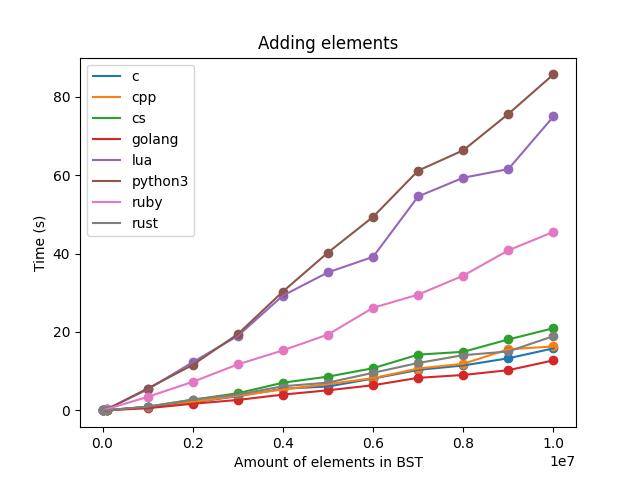 Adding elements
c
cpp
cs
golang
lua
python3
ruby
rust
Time (s)
80
60
40
20
0
0.0 0.2 0.4 0.6 0.8 1.0
1e7
Amount of elements in BST